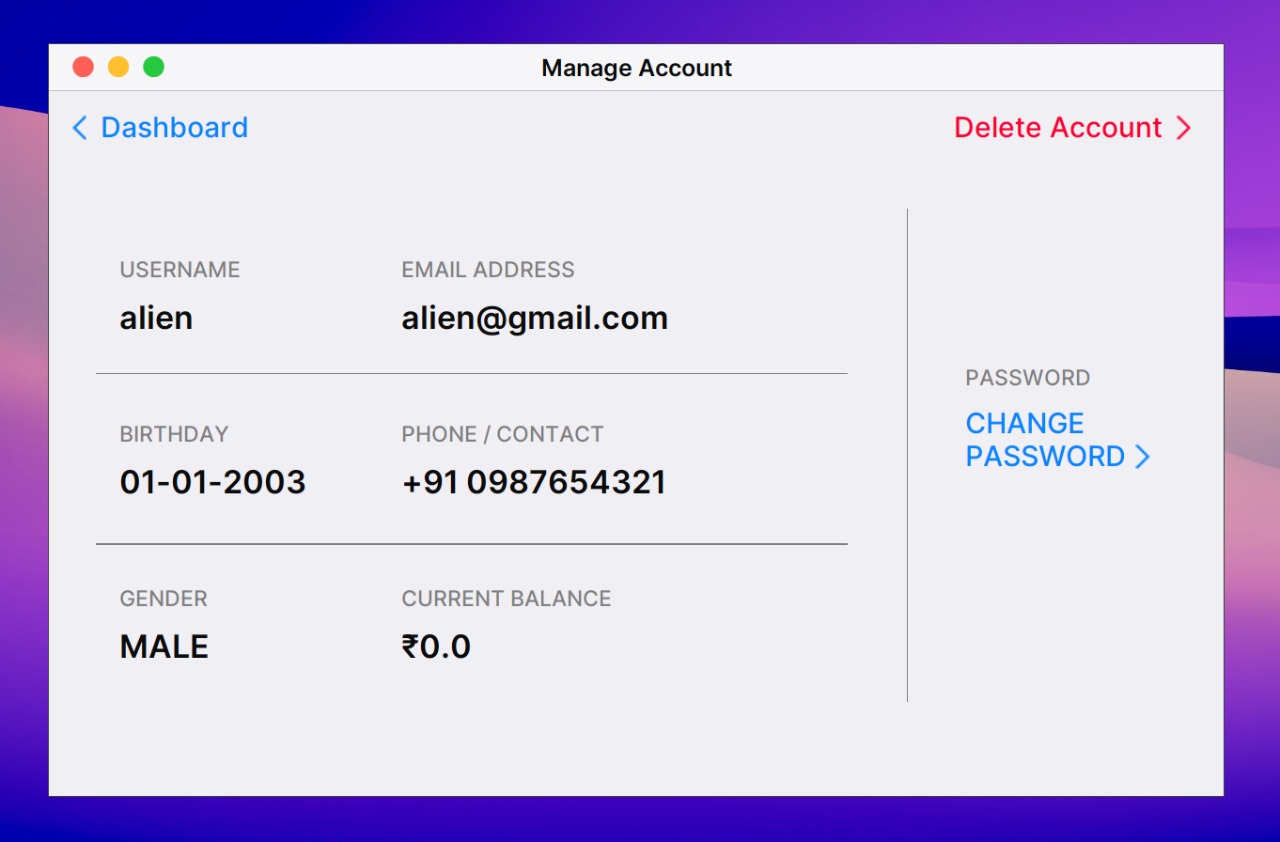 Manage Account
Dashboard
Delete Account
USERNAME
EMAIL ADDRESS
alien
alien@gmail.com
BIRTHDAY
PHONE / CONTACT
01-01-2003
+91 0987654321
GENDER
CURRENT BALANCE
MALE
₹0.0
PASSWORD
CHANGE
PASSWORD